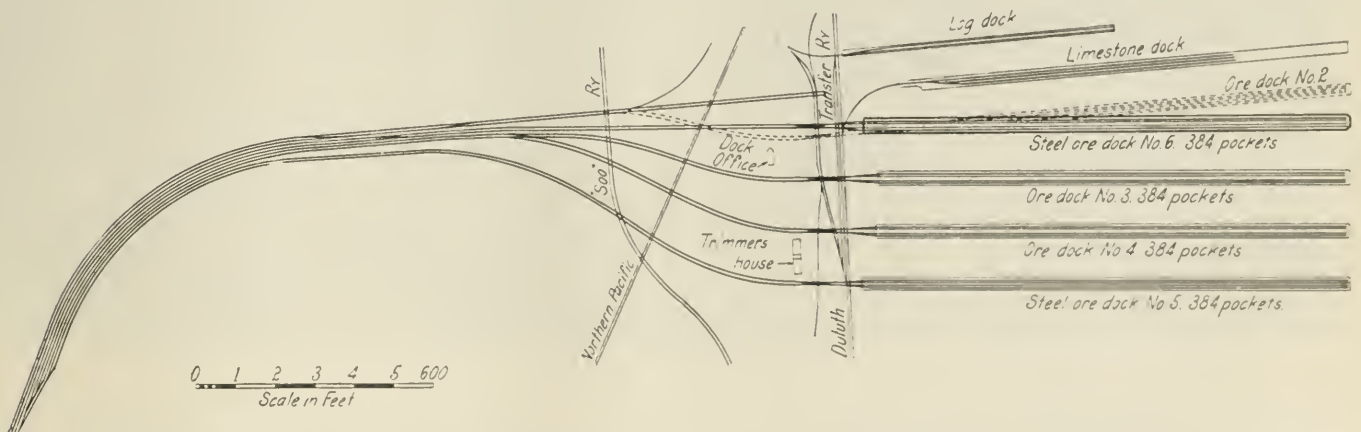 Log dock
Limestone dock
Ore dock No.2
Steel ore dock No.6. 384 pockets
Ore dock No.3. 384 pockets
Ore dock No 4 384 pockets
Steel ore dock No 5. 384 pockets.
Transfer Ry
Duluth
Ry
"Soo"
Northern Pacific
Dock
Office
Trimmers
house
0 1 2 3 4 5 600
Scale in Feet